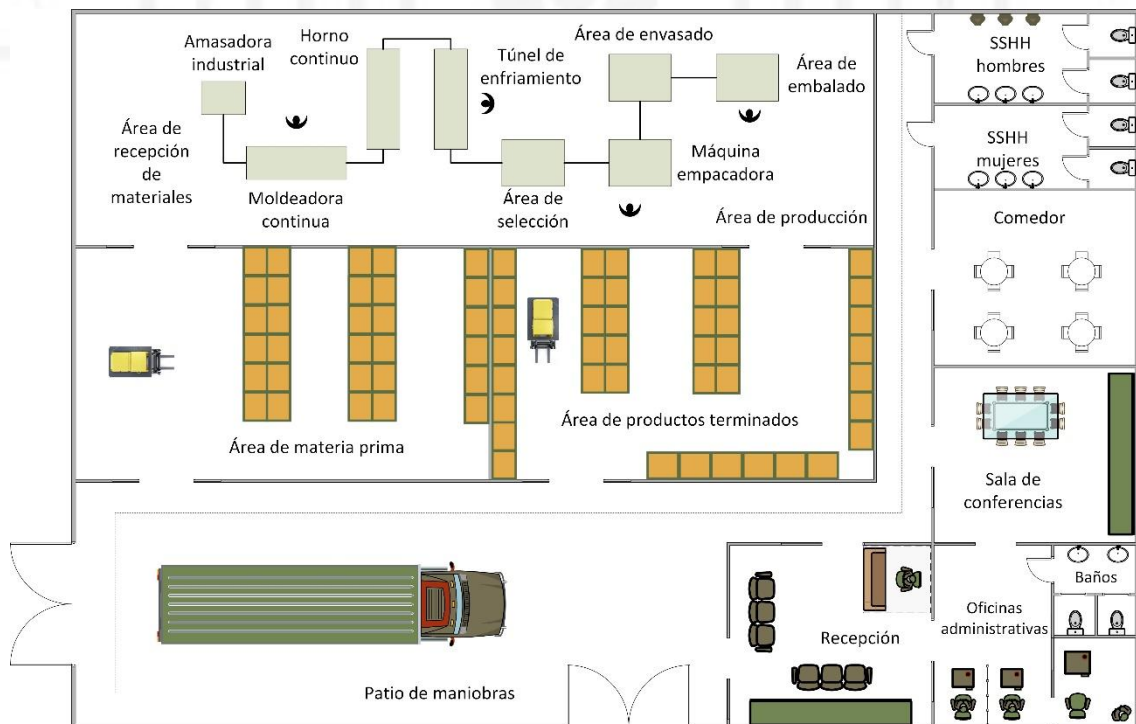 Amasadora
industrial
Horno
continuo
Túnel de
enfriamiento
Área de envasado
Área de
embalado
Área de
recepción
de
materiales
Moldeadora
continua
Área de
selección
Máquina
empacadora
Área de producción
SSHH
hombres
SSHH
mujeres
Comedor
Área de materia prima
Área de productos terminados
Sala de
conferencias
Baños
Oficinas
administrativas
Recepción
Patio de maniobras